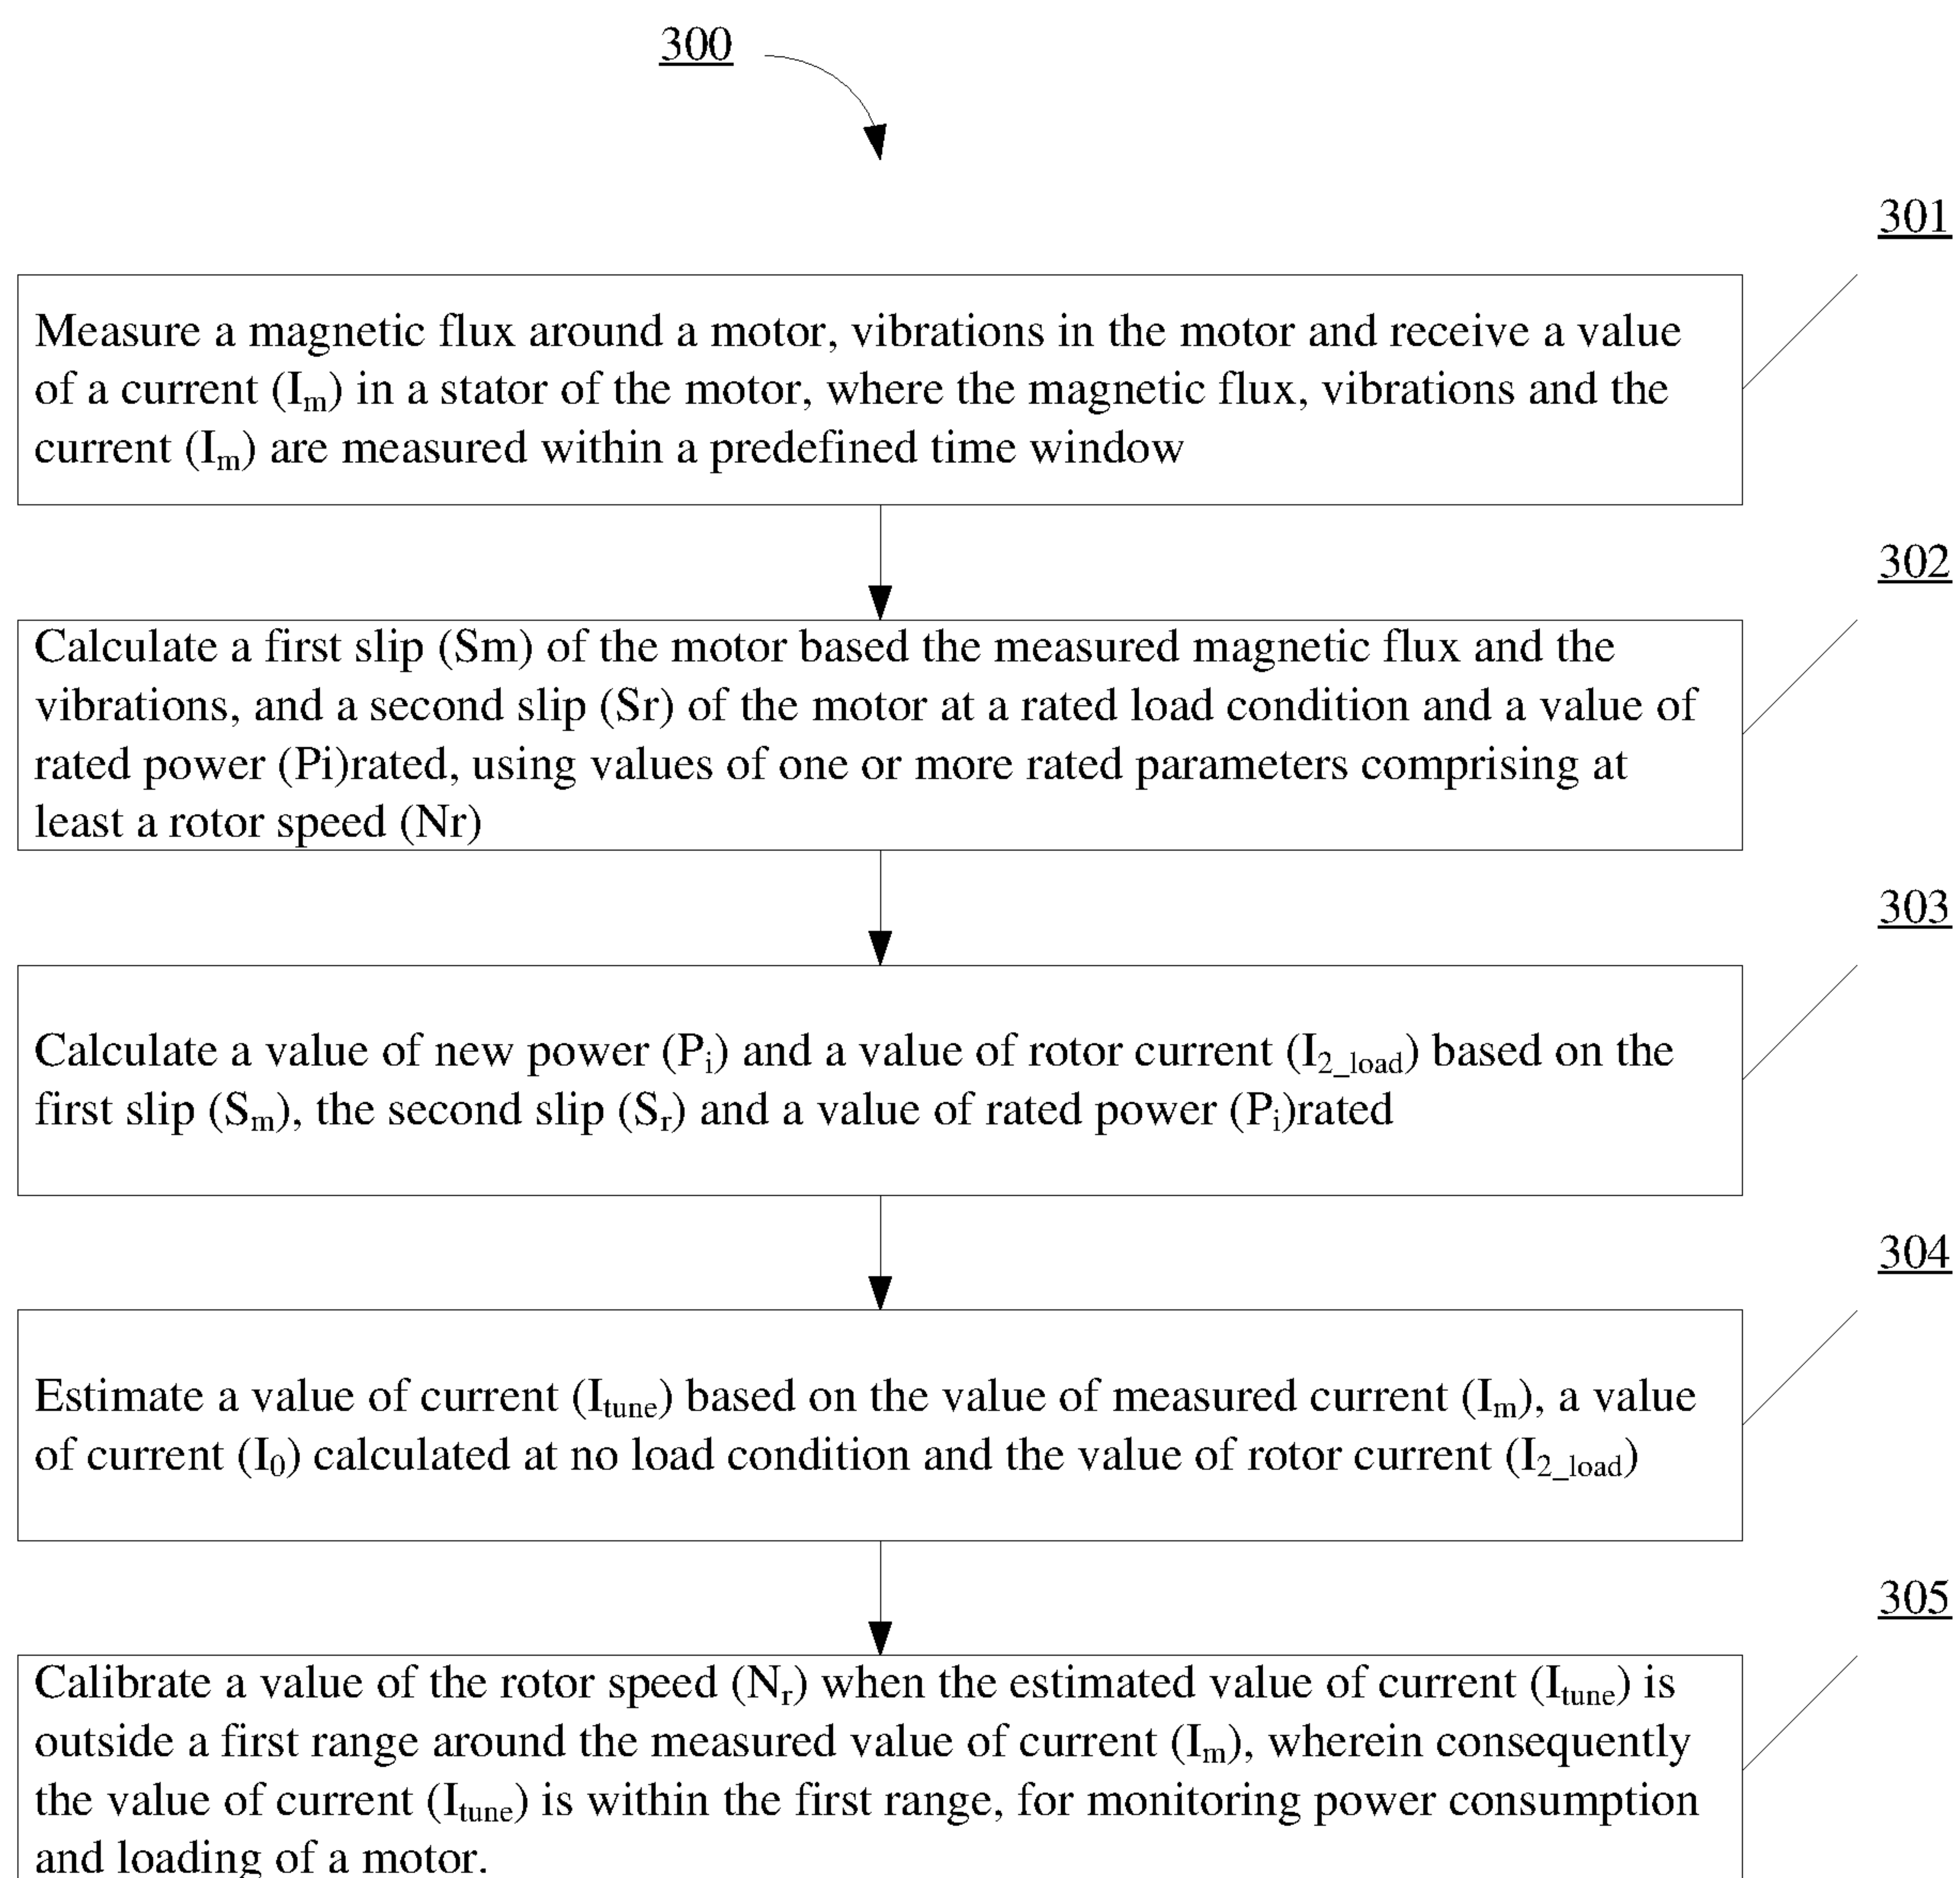 300
301
Measure a magnetic flux around a motor, vibrations in the motor and receive a value
of a current (Im) in a stator of the motor, where the magnetic flux, vibrations and the
current (Im) are measured within a predefined time window
302
Calculate a first slip (Sm) of the motor based the measured magnetic flux and the
vibrations, and a second slip (Sr) of the motor at a rated load condition and a value of
rated power (Pi)rated, using values of one or more rated parameters comprising at
least a rotor speed (Nr)
303
Calculate a value of new power (Pi) and a value of rotor current (I2_load) based on the
first slip (Sm), the second slip (Sr) and a value of rated power (Pi)rated
304
Estimate a value of current (Itune) based on the value of measured current (Im), a value
of current (I0) calculated at no load condition and the value of rotor current (I2_load)
305
Calibrate a value of the rotor speed (Nr) when the estimated value of current (Itune) is
outside a first range around the measured value of current (Im), wherein consequently
the value of current (Itune) is within the first range, for monitoring power consumption
and loading of a motor.